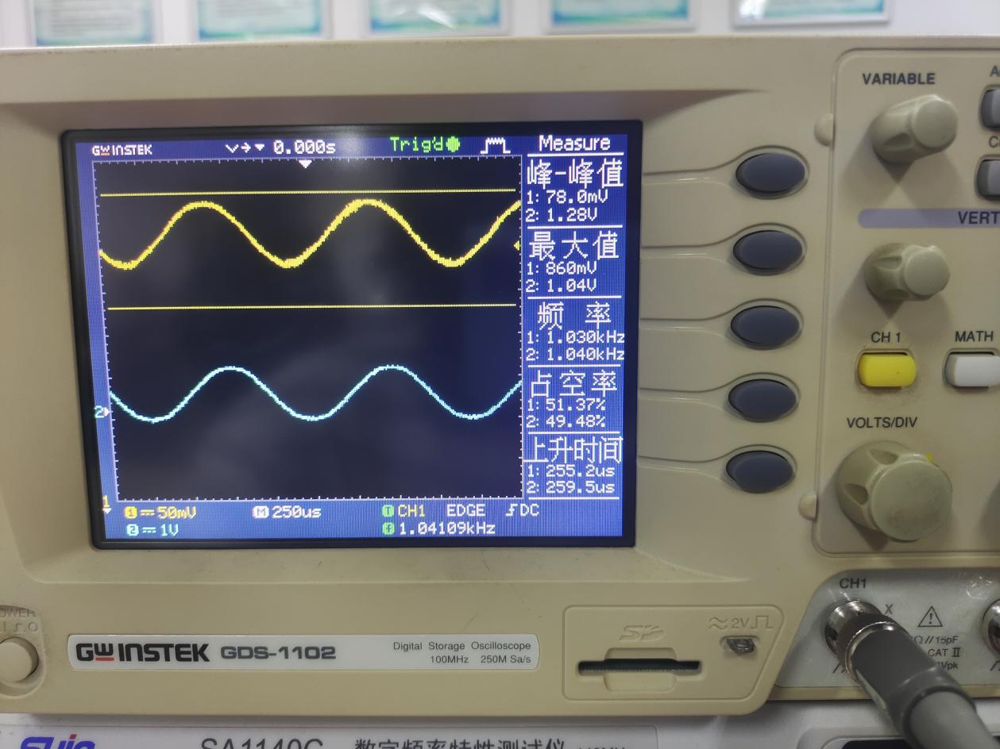 VARIABLE
GW INSTEK
0.000s
Trig'd
Measure
峰-峰值
1: 78.0mV
2: 1.28V
最大值
1: 860mV
2: 1.04V
频 率
1: 1.030kHz
2: 1.040kHz
占空率
1: 51.37%
2: 49.48%
上升时间
1: 255.2us
2: 259.5us
2
1
1 50mV
M 250us
T CH1 EDGE DC
2 1V
1.04109kHz
VERT
CH 1
MATH
VOLTS/DIV
CH1
X
Ω//15pF
CAT II
Vpk
2V
SD
OWER
GW INSTEK GDS-1102
Digital Storage Oscilloscope
100MHz 250M Sa/s
SA1140C 数字频率特性测试仪